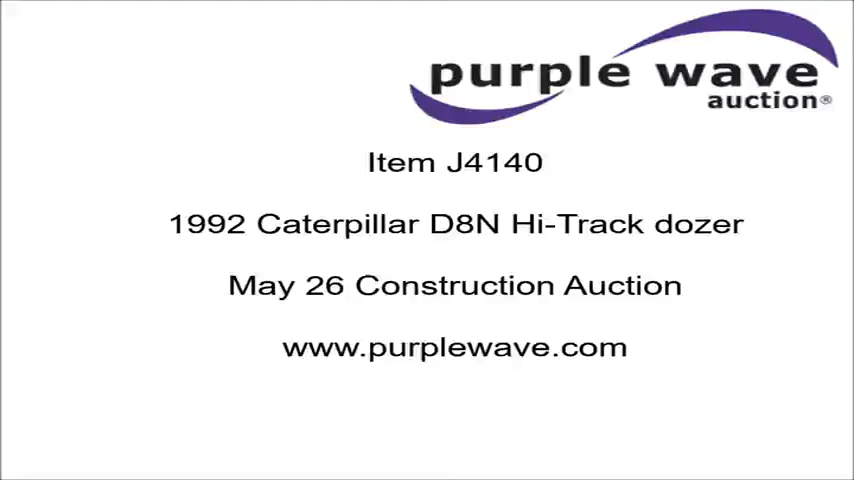 purple wave
auction®
Item J4140
1992 Caterpillar D8N Hi-Track dozer
May 26 Construction Auction
www.purplewave.com